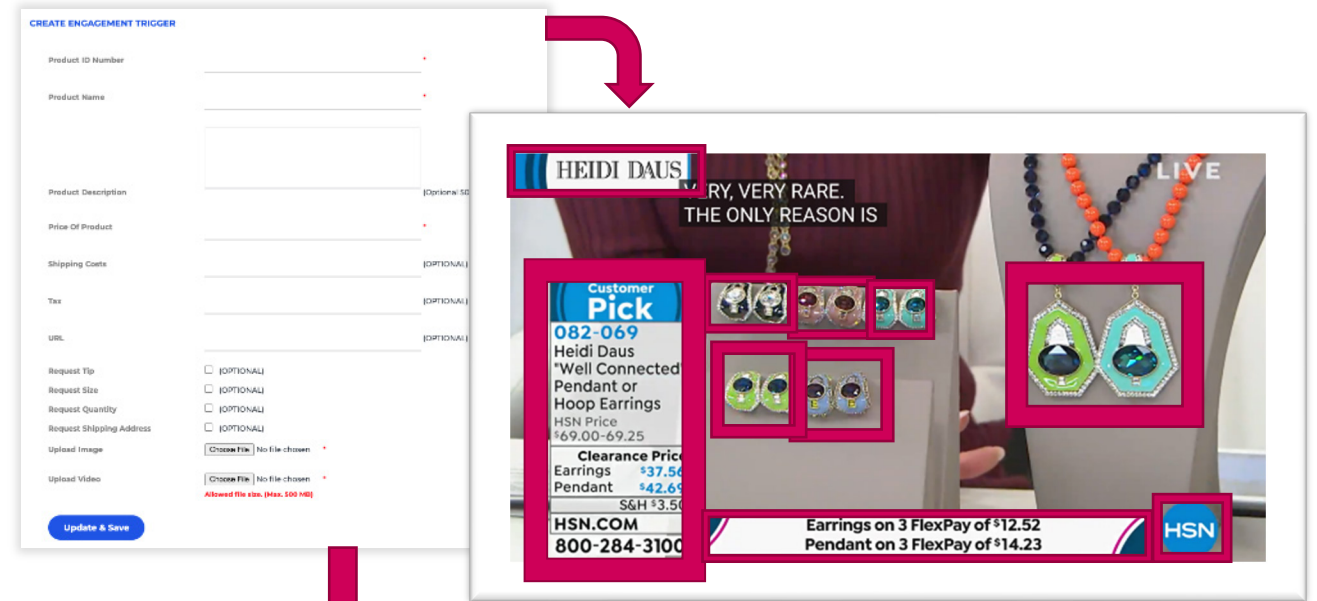 CREATE ENGAGEMENT TRIGGER
Product ID Number *
Product Name *
Product Description (Optional 50
Price Of Product *
Shipping Costs (OPTIONAL)
Tax (OPTIONAL)
URL (OPTIONAL)
Request Tip (OPTIONAL)
Request Size (OPTIONAL)
Request Quantity (OPTIONAL)
Request Shipping Address (OPTIONAL)
Upload Image Choose File No file chosen *
Upload Video Choose File No file chosen *
Allowed file size. (Max. 500 MB)
Update & Save
HEIDI DAUS
LIVE
VERY, VERY RARE.
THE ONLY REASON IS
Customer
Pick
082-069
Heidi Daus
"Well Connected"
Pendant or
Hoop Earrings
HSN Price
$69.00-69.25
Clearance Price
Earrings $37.56
Pendant $42.69
S&H $3.50
HSN.COM
800-284-3100
Earrings on 3 FlexPay of $12.52
Pendant on 3 FlexPay of $14.23
HSN